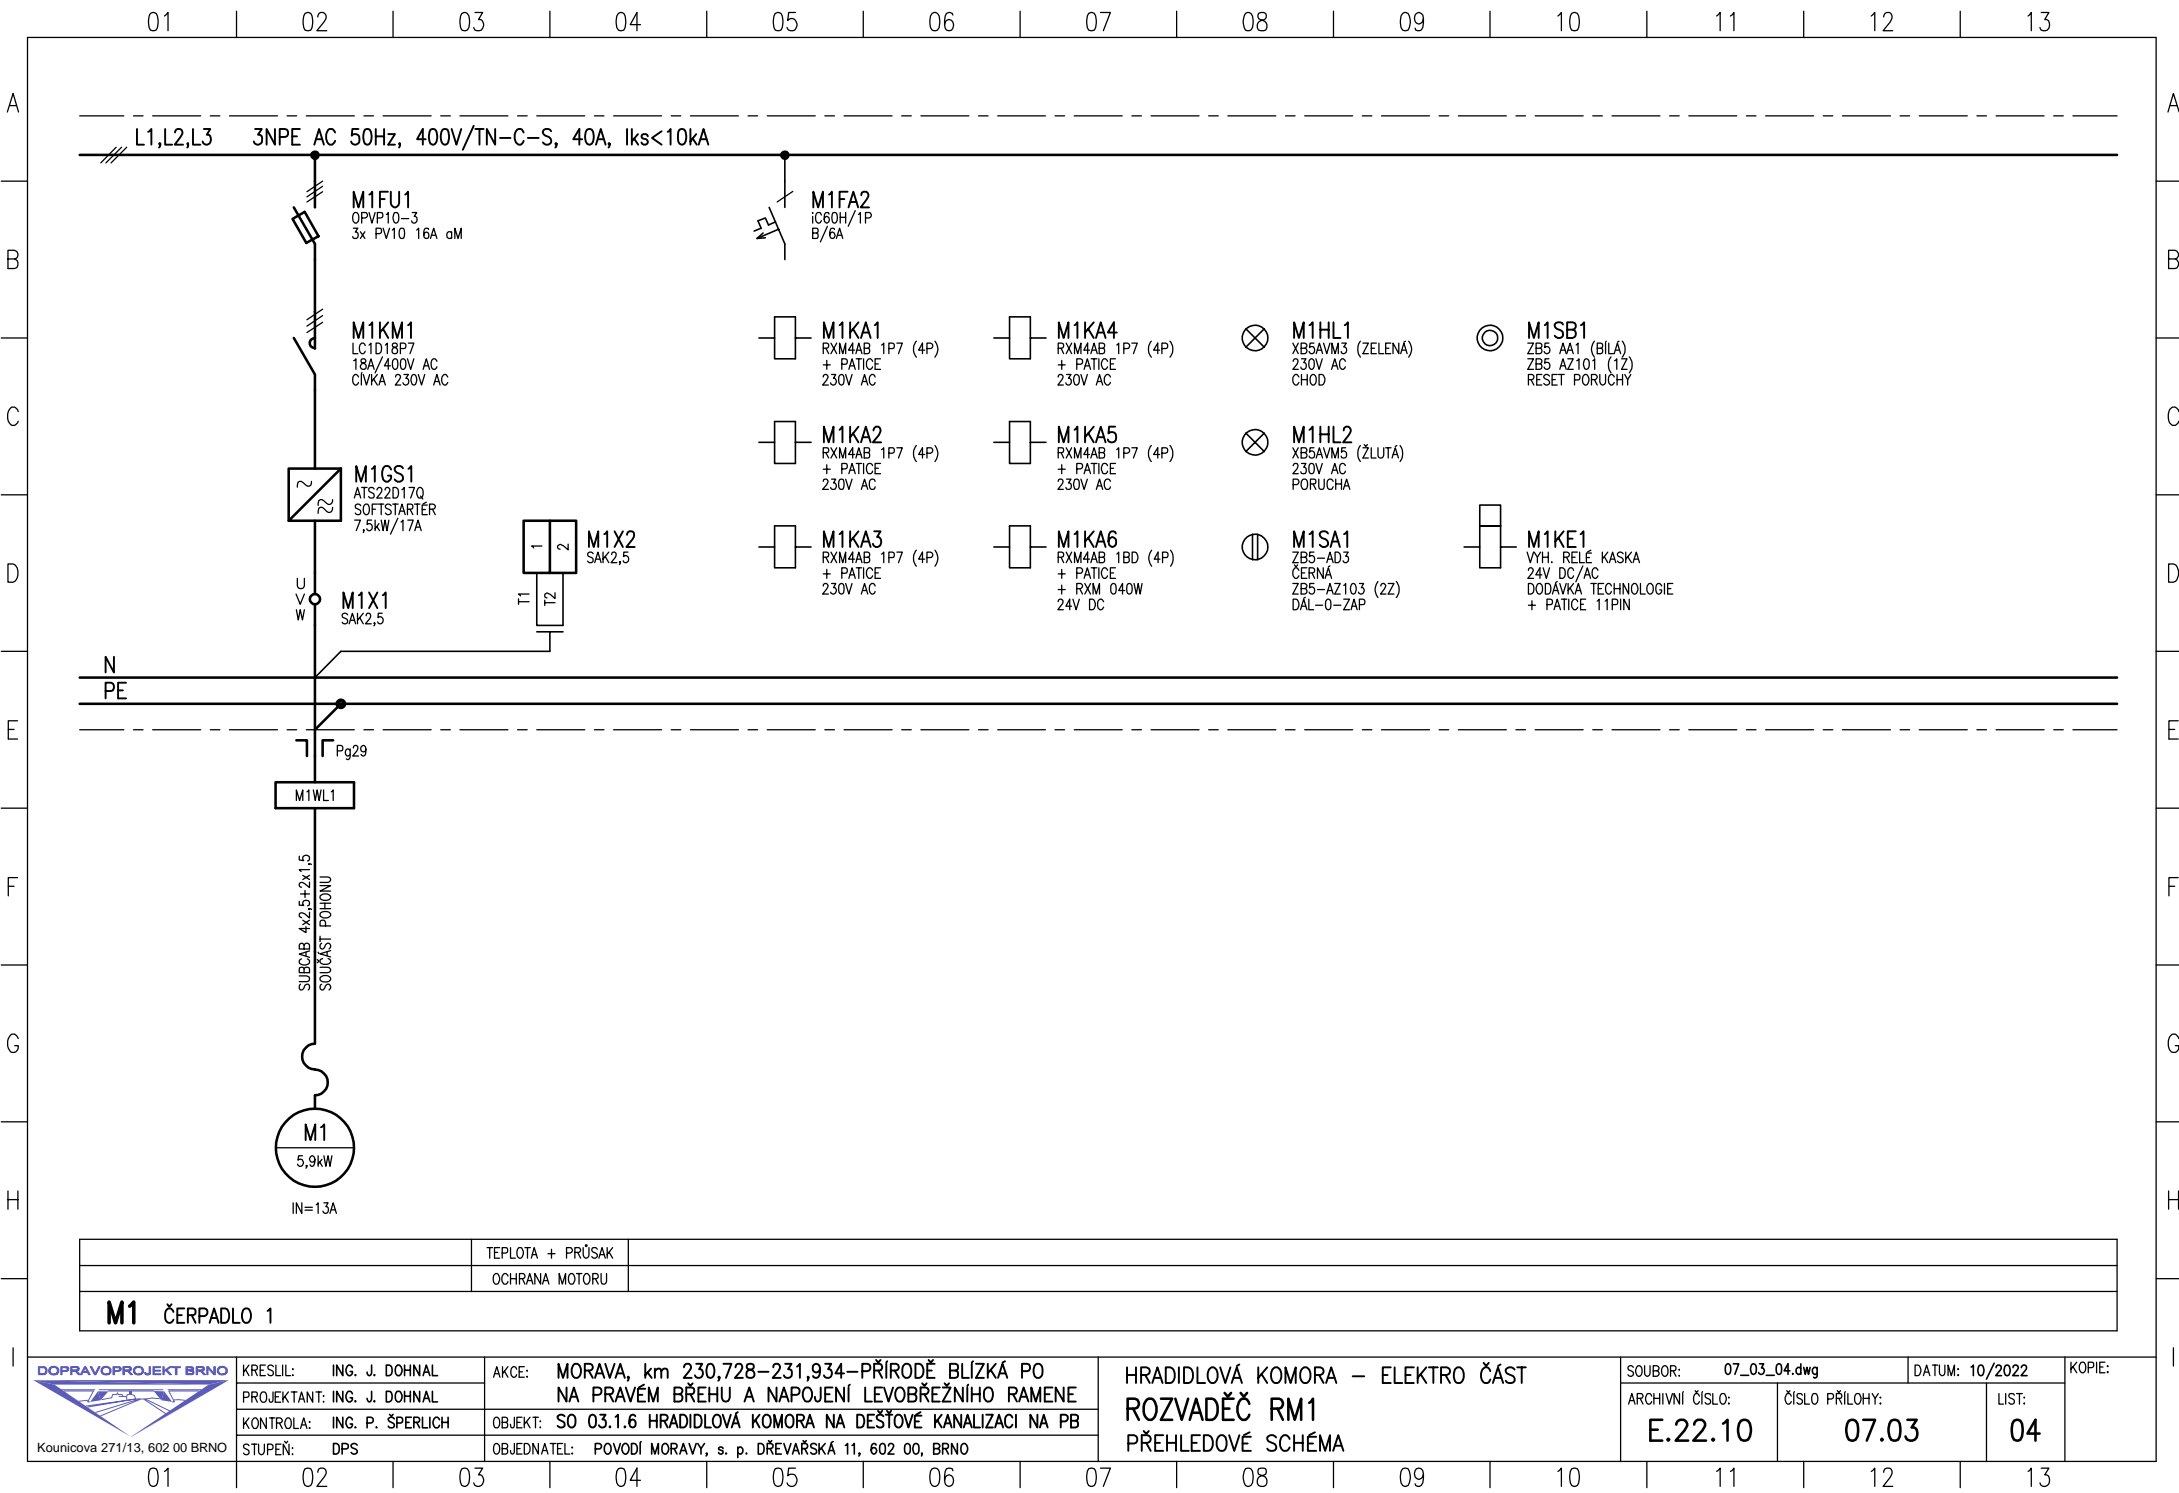 01 02 03 04 05 06 07 08 09 10 11 12 13
A A
L1,L2,L3 3NPE AC 50Hz, 400V/TN-C-S, 40A, Iks<10kA
M1FU1
OPVP10-3
3x PV10 16A aM
M1FA2
iC60H/1P
B/6A
B B
M1KM1
LC1D18P7
18A/400V AC
CÍVKA 230V AC
M1KA1
RXM4AB 1P7 (4P)
+ PATICE
230V AC
M1KA4
RXM4AB 1P7 (4P)
+ PATICE
230V AC
M1HL1
XB5AVM3 (ZELENÁ)
230V AC
CHOD
M1SB1
ZB5 AA1 (BÍLÁ)
ZB5 AZ101 (1Z)
RESET PORUCHY
C C
M1KA2
RXM4AB 1P7 (4P)
+ PATICE
230V AC
M1KA5
RXM4AB 1P7 (4P)
+ PATICE
230V AC
M1HL2
XB5AVM5 (ŽLUTÁ)
230V AC
PORUCHA
M1GS1
ATS22D17Q
SOFTSTARTÉR
7,5kW/17A
1 2
M1X2
SAK2,5
T1 T2
M1KA3
RXM4AB 1P7 (4P)
+ PATICE
230V AC
M1KA6
RXM4AB 1BD (4P)
+ PATICE
+ RXM 040W
24V DC
M1SA1
ZB5-AD3
ČERNÁ
ZB5-AZ103 (2Z)
DÁL-0-ZAP
M1KE1
VYH. RELÉ KASKA
24V DC/AC
DODÁVKA TECHNOLOGIE
+ PATICE 11PIN
D D
U
V
W
M1X1
SAK2,5
N
PE
E E
Pg29
M1WL1
F F
SUBCAB 4x2,5+2x1,5
SOUČÁST POHONU
G G
M1
5,9kW
H H
IN=13A
TEPLOTA + PRŮSAK
OCHRANA MOTORU
M1 ČERPADLO 1
I I
DOPRAVOPROJEKT BRNO
Kounicova 271/13, 602 00 BRNO
KRESLIL: ING. J. DOHNAL
PROJEKTANT: ING. J. DOHNAL
KONTROLA: ING. P. ŠPERLICH
STUPEŇ: DPS
AKCE: MORAVA, km 230,728-231,934-PŘÍRODĚ BLÍZKÁ PO
NA PRAVÉM BŘEHU A NAPOJENÍ LEVOBŘEŽNÍHO RAMENE
OBJEKT: SO 03.1.6 HRADIDLOVÁ KOMORA NA DEŠŤOVÉ KANALIZACI NA PB
OBJEDNATEL: POVODÍ MORAVY, s. p. DŘEVAŘSKÁ 11, 602 00, BRNO
HRADIDLOVÁ KOMORA - ELEKTRO ČÁST
ROZVADĚČ RM1
PŘEHLEDOVÉ SCHÉMA
SOUBOR: 07_03_04.dwg
DATUM: 10/2022
KOPIE:
ARCHIVNÍ ČÍSLO:
E.22.10
ČÍSLO PŘÍLOHY:
07.03
LIST:
04
01 02 03 04 05 06 07 08 09 10 11 12 13